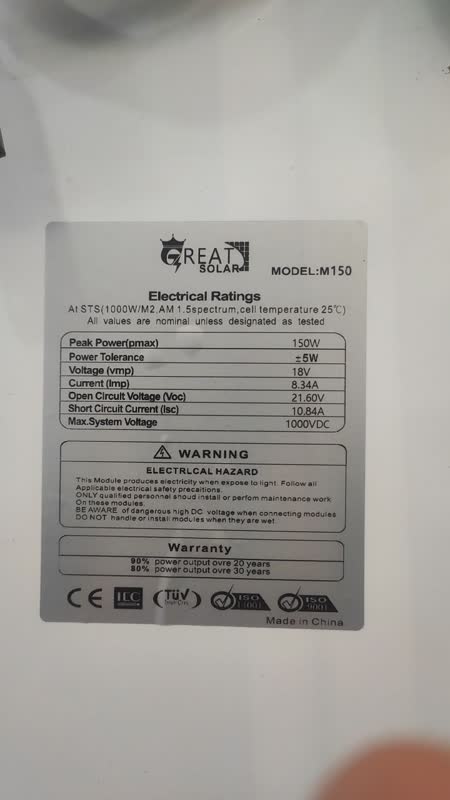 GREAT
SOLAR
MODEL:M150
Electrical Ratings
At STS(1000W/M2,AM 1.5spectrum,cell temperature 25℃)
All values are nominal unless designated as tested
Peak Power(pmax) 150W
Power Tolerance ±5W
Voltage (vmp) 18V
Current (Imp) 8.34A
Open Circuit Voltage (Voc) 21.60V
Short Circuit Current (Isc) 10.84A
Max.System Voltage 1000VDC
WARNING
ELECTRLCAL HAZARD
This Module produces electricity when expose to light. Follow all
Applicable electrical safety precaitions.
ONLY qualified personnel shoud install or perfom maintenance work
On these modules.
BE AWARE of dangerous high DC voltage when connecting modules
DO NOT handle or install modules when they are wet.
Warranty
90% power output ovre 20 years
80% power output ovre 30 years
CE IEC TÜV ISO 14001 ISO 9001
Made in China